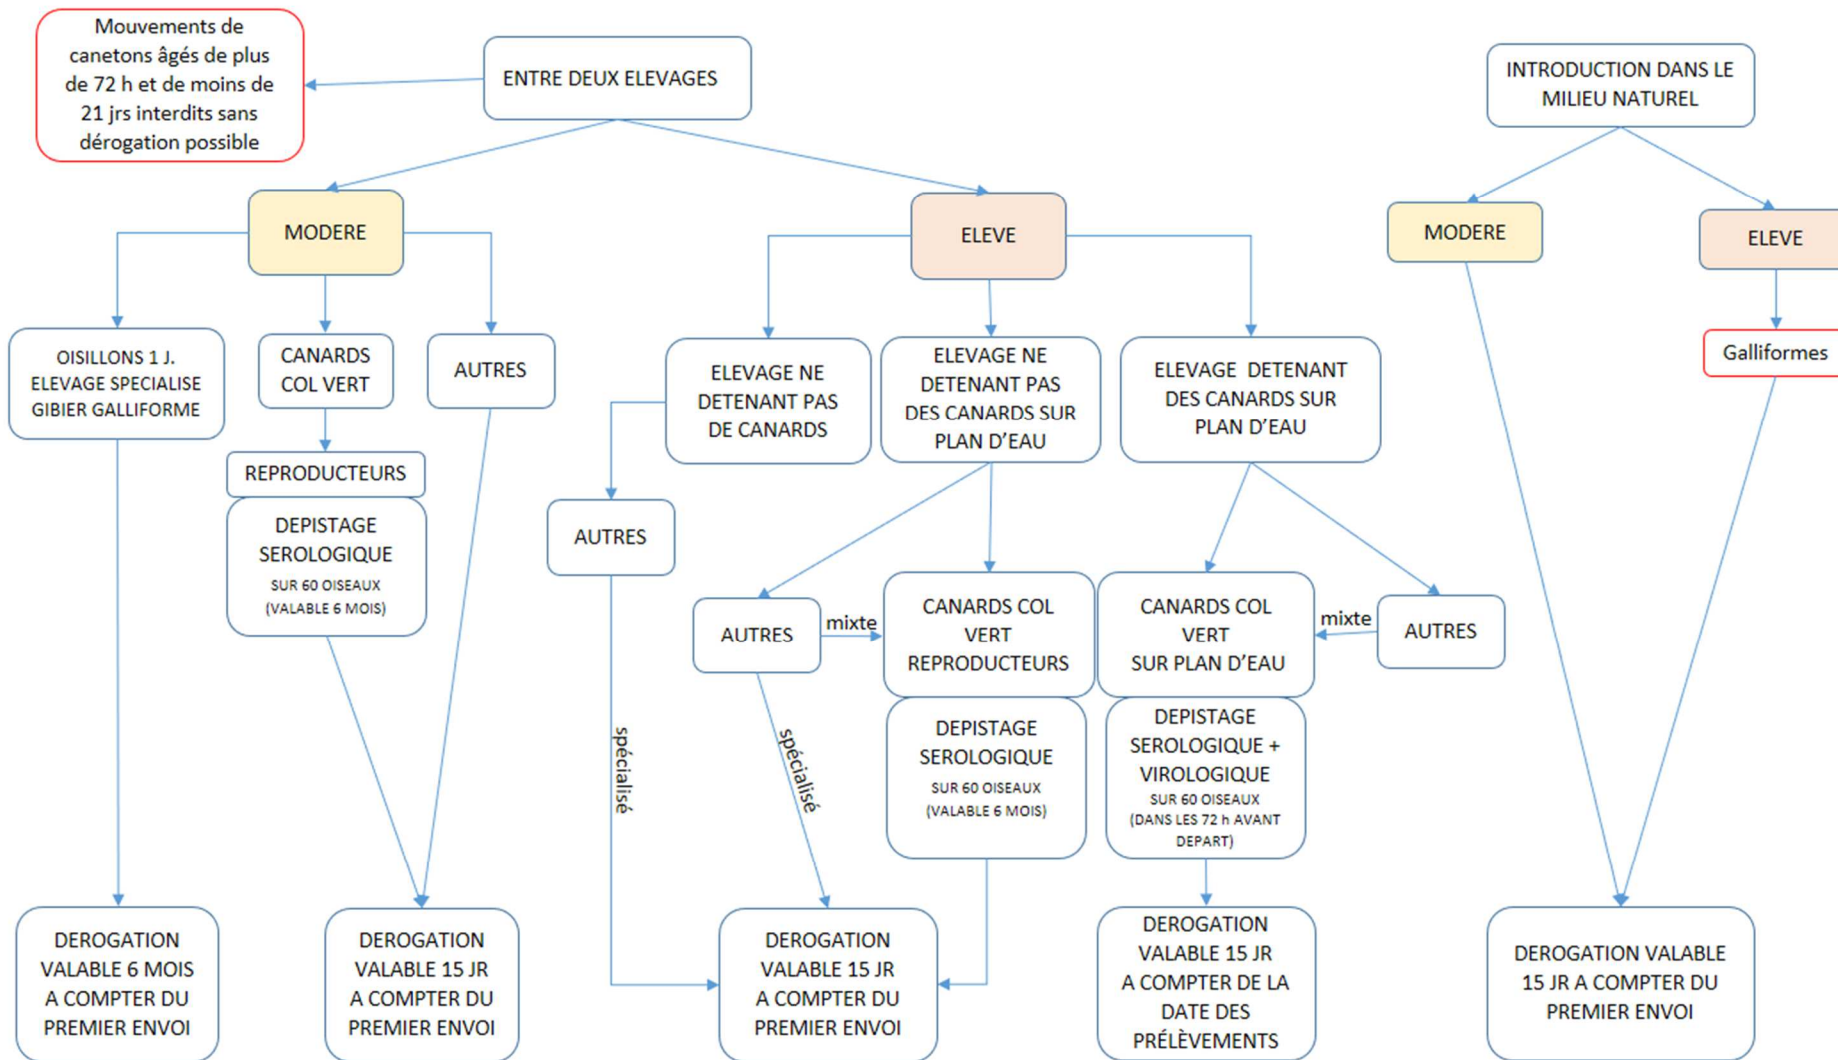 Mouvements de
canetons âgés de plus
de 72 h et de moins de
21 jrs interdits sans
dérogation possible
ENTRE DEUX ELEVAGES
INTRODUCTION DANS LE
MILIEU NATUREL
MODERE
ELEVE
MODERE
ELEVE
OISILLONS 1 J.
ELEVAGE SPECIALISE
GIBIER GALLIFORME
CANARDS
COL VERT
AUTRES
ELEVAGE NE
DETENANT PAS
DE CANARDS
ELEVAGE NE
DETENANT PAS
DES CANARDS SUR
PLAN D'EAU
ELEVAGE DETENANT
DES CANARDS SUR
PLAN D'EAU
Galliformes
REPRODUCTEURS
DEPISTAGE
SEROLOGIQUE
SUR 60 OISEAUX
(VALABLE 6 MOIS)
AUTRES
AUTRES
mixte
CANARDS COL
VERT
REPRODUCTEURS
CANARDS COL
VERT
SUR PLAN D'EAU
mixte
AUTRES
spécialisé
spécialisé
DEPISTAGE
SEROLOGIQUE
SUR 60 OISEAUX
(VALABLE 6 MOIS)
DEPISTAGE
SEROLOGIQUE +
VIROLOGIQUE
SUR 60 OISEAUX
(DANS LES 72 h AVANT
DEPART)
DEROGATION
VALABLE 6 MOIS
A COMPTER DU
PREMIER ENVOI
DEROGATION
VALABLE 15 JR
A COMPTER DU
PREMIER ENVOI
DEROGATION
VALABLE 15 JR
A COMPTER DU
PREMIER ENVOI
DEROGATION
VALABLE 15 JR
A COMPTER DE LA
DATE DES
PRÉLÈVEMENTS
DEROGATION VALABLE
15 JR A COMPTER DU
PREMIER ENVOI